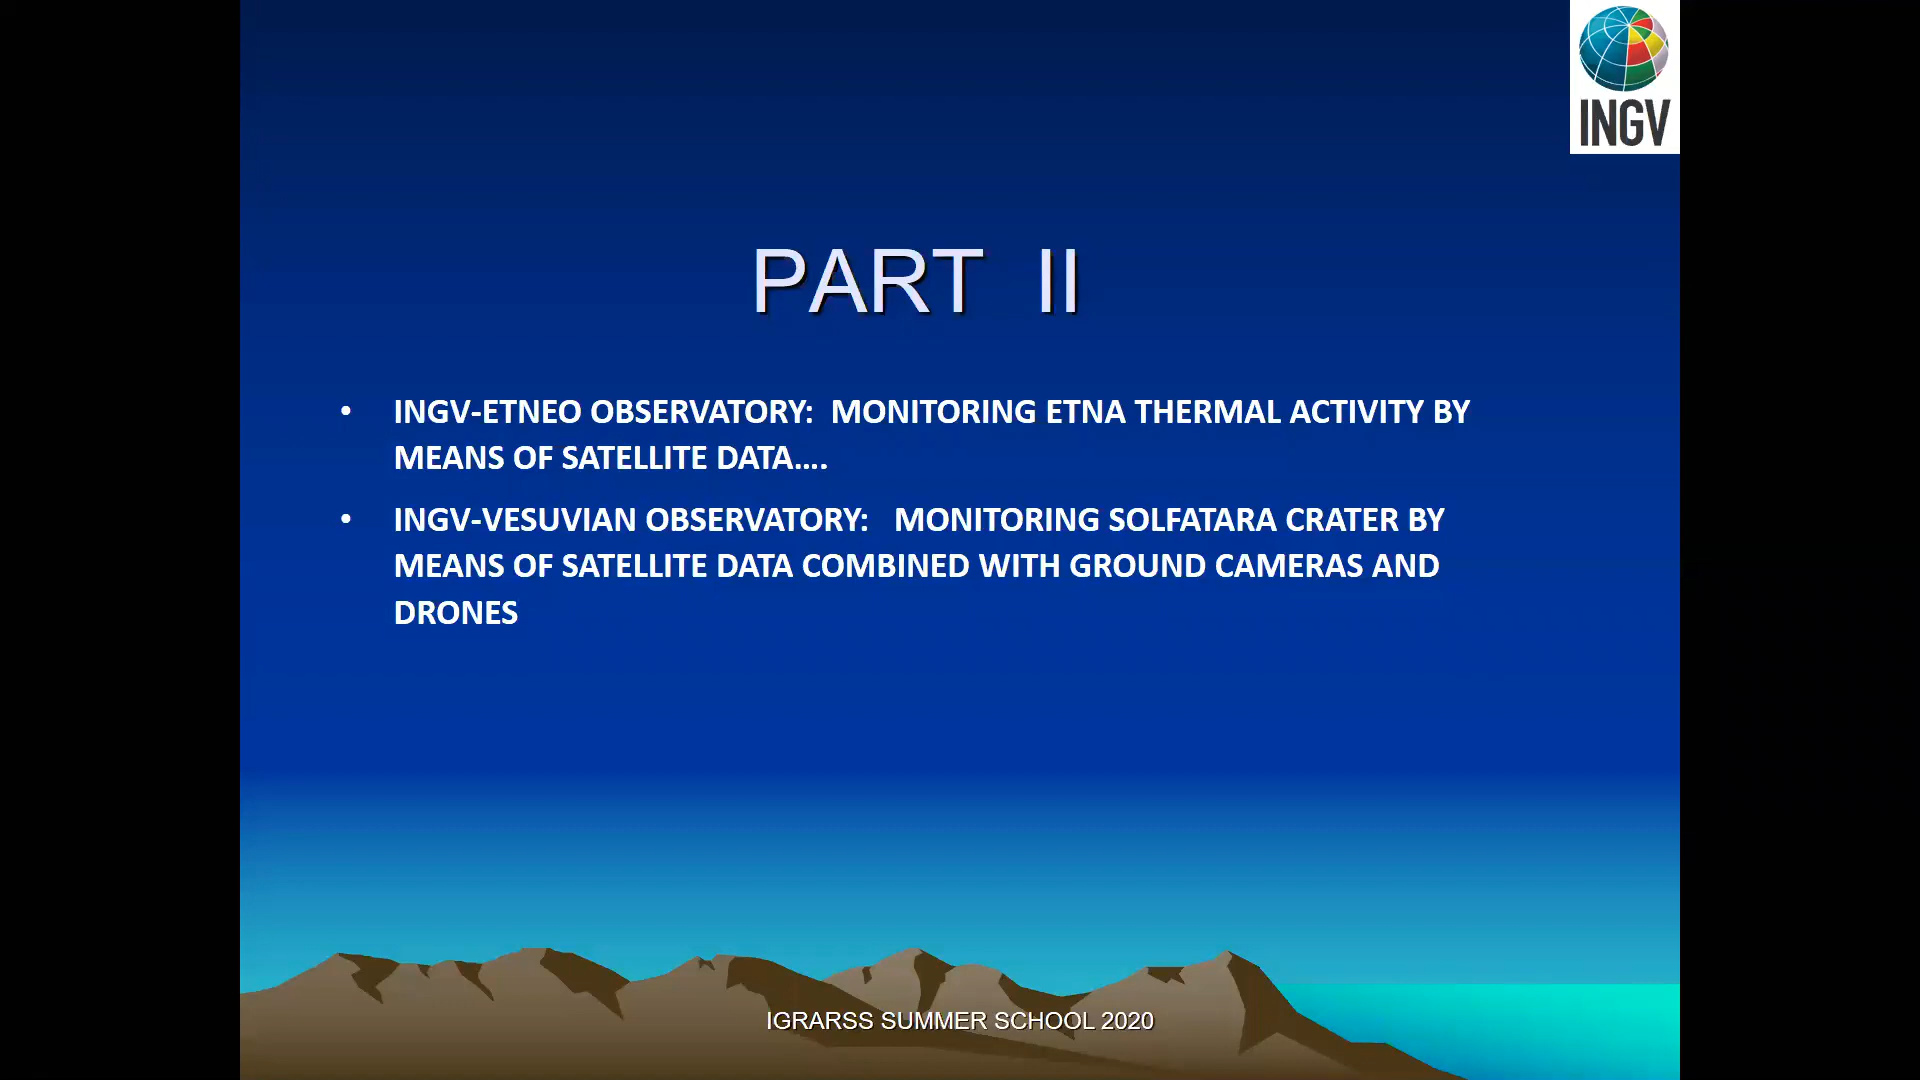 INGV
PART II
• INGV-ETNEO OBSERVATORY: MONITORING ETNA THERMAL ACTIVITY BY
MEANS OF SATELLITE DATA....
• INGV-VESUVIAN OBSERVATORY: MONITORING SOLFATARA CRATER BY
MEANS OF SATELLITE DATA COMBINED WITH GROUND CAMERAS AND
DRONES
IGRARSS SUMMER SCHOOL 2020